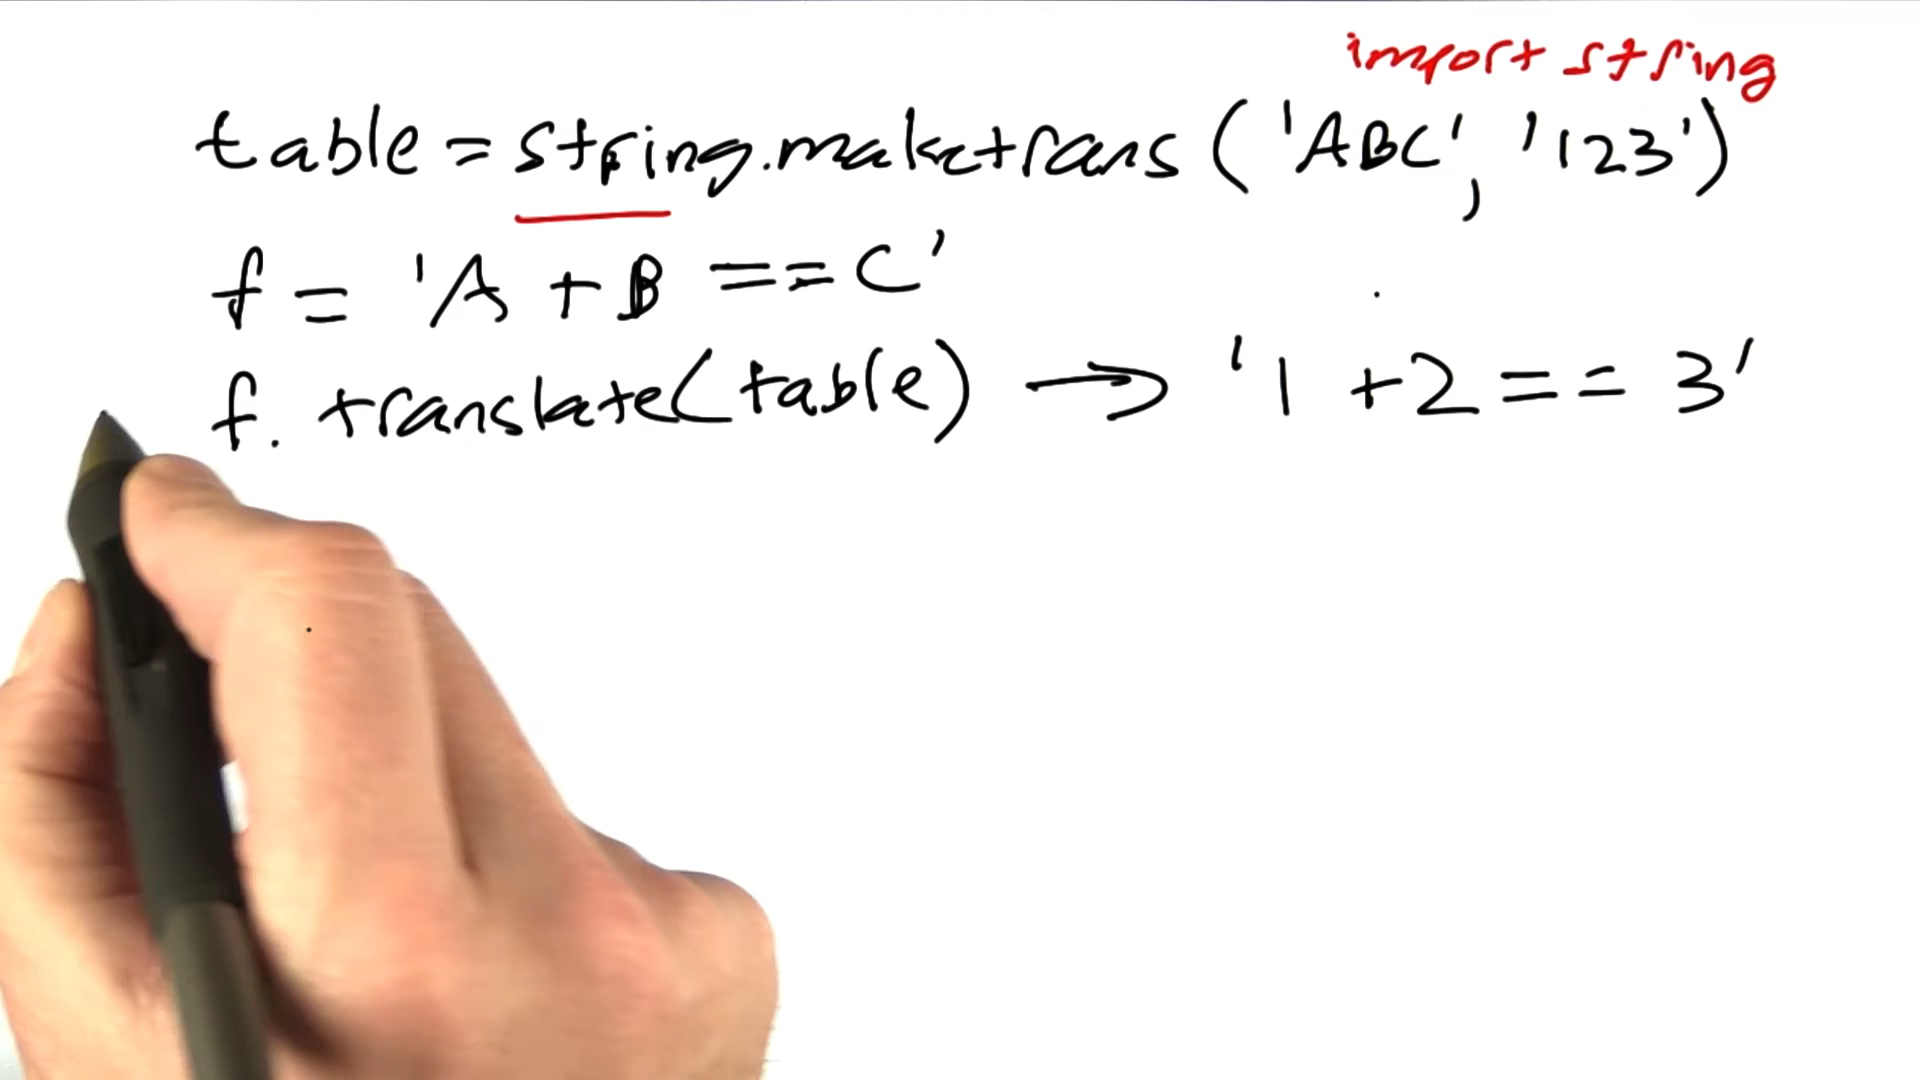 import string
table = string.maketrans('ABC', '123')
f = 'A + B == C'
f. translate(table) → '1 + 2 == 3'